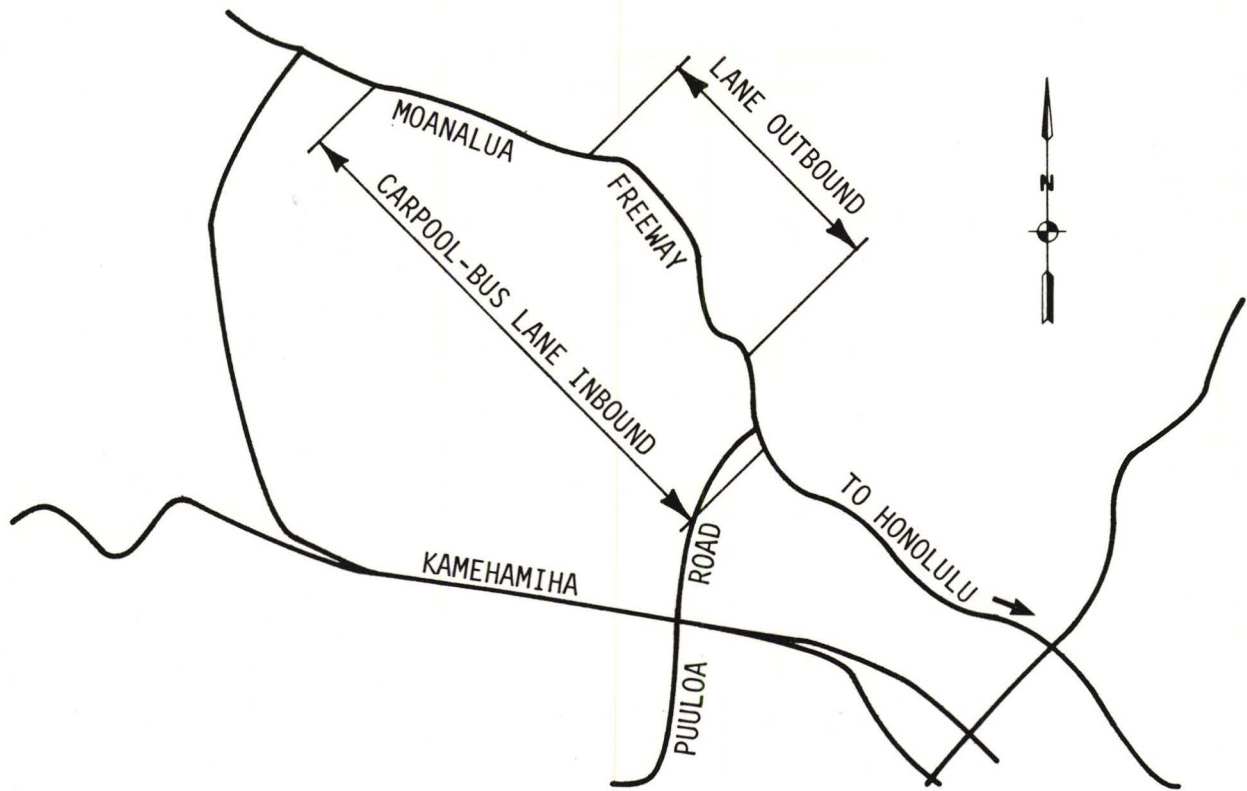 LANE OUTBOUND
MOANALUA
FREEWAY
N
CARPOOL-BUS LANE INBOUND
TO HONOLULU
ROAD
KAMEHAMIHA
PUULOA